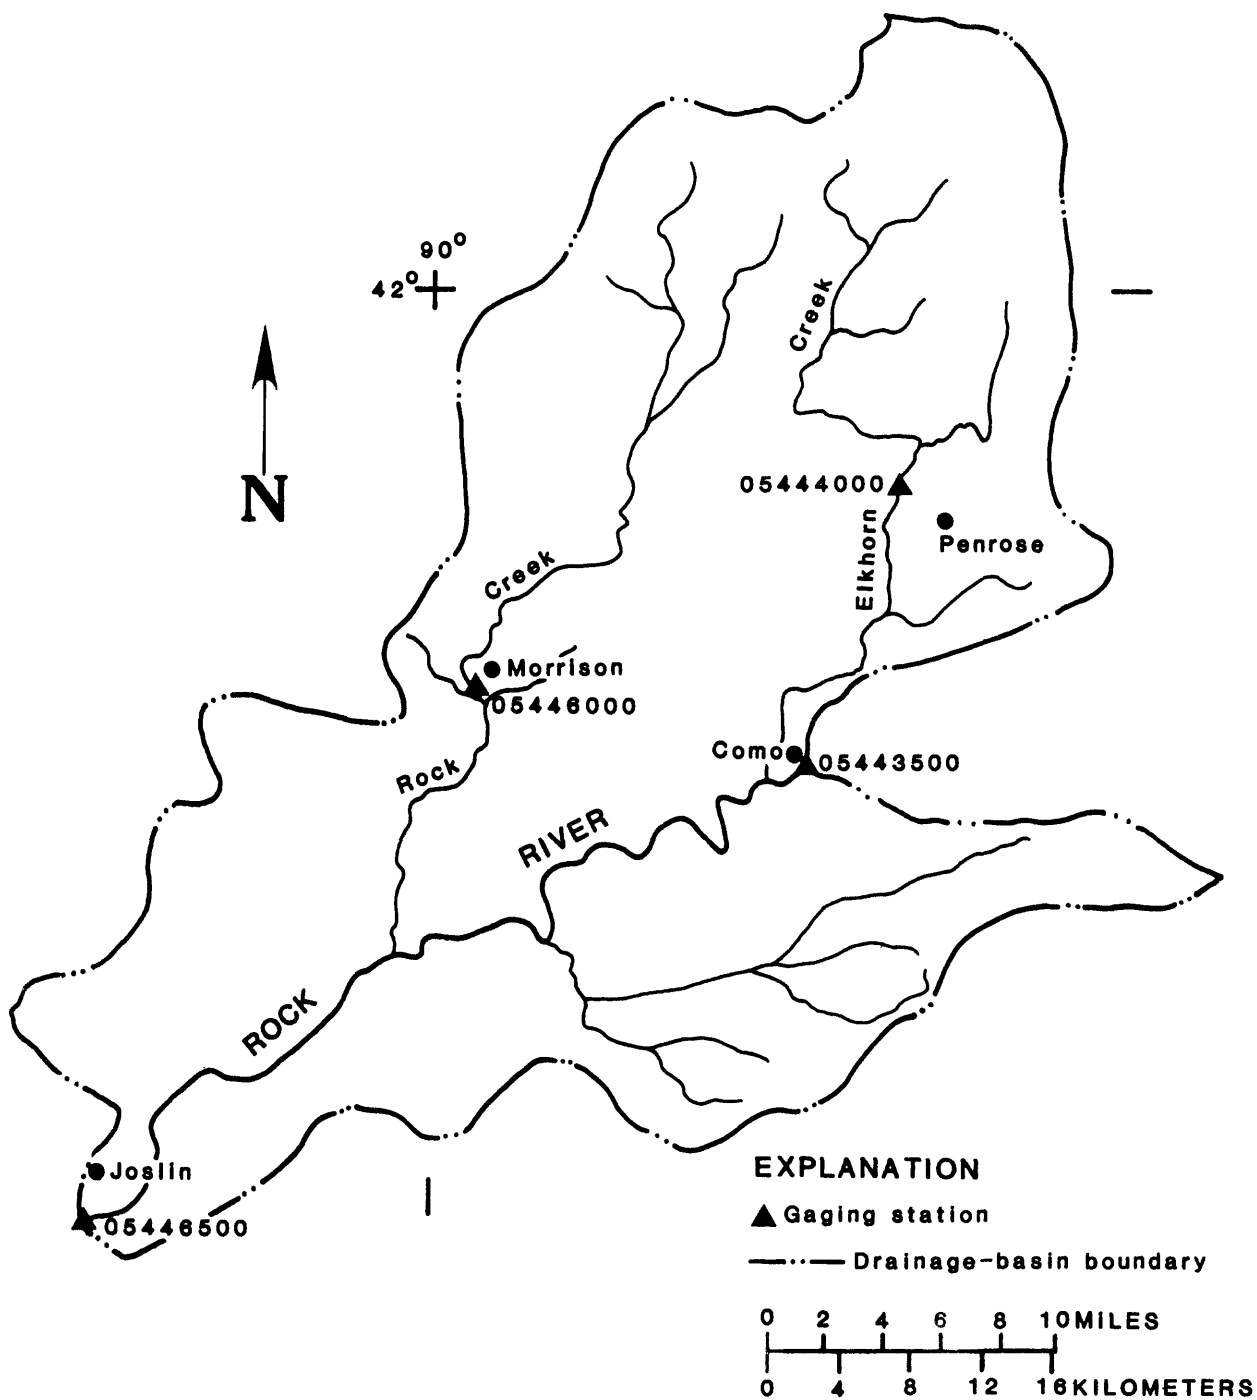 90°
42°
Creek
N
05444000
Elkhorn
Penrose
Creek
Morrison
05446000
Como
05443500
Rock
RIVER
ROCK
Joslin
05446500
EXPLANATION
Gaging station
Drainage-basin boundary
0 2 4 6 8 10 MILES
0 4 8 12 16 KILOMETERS